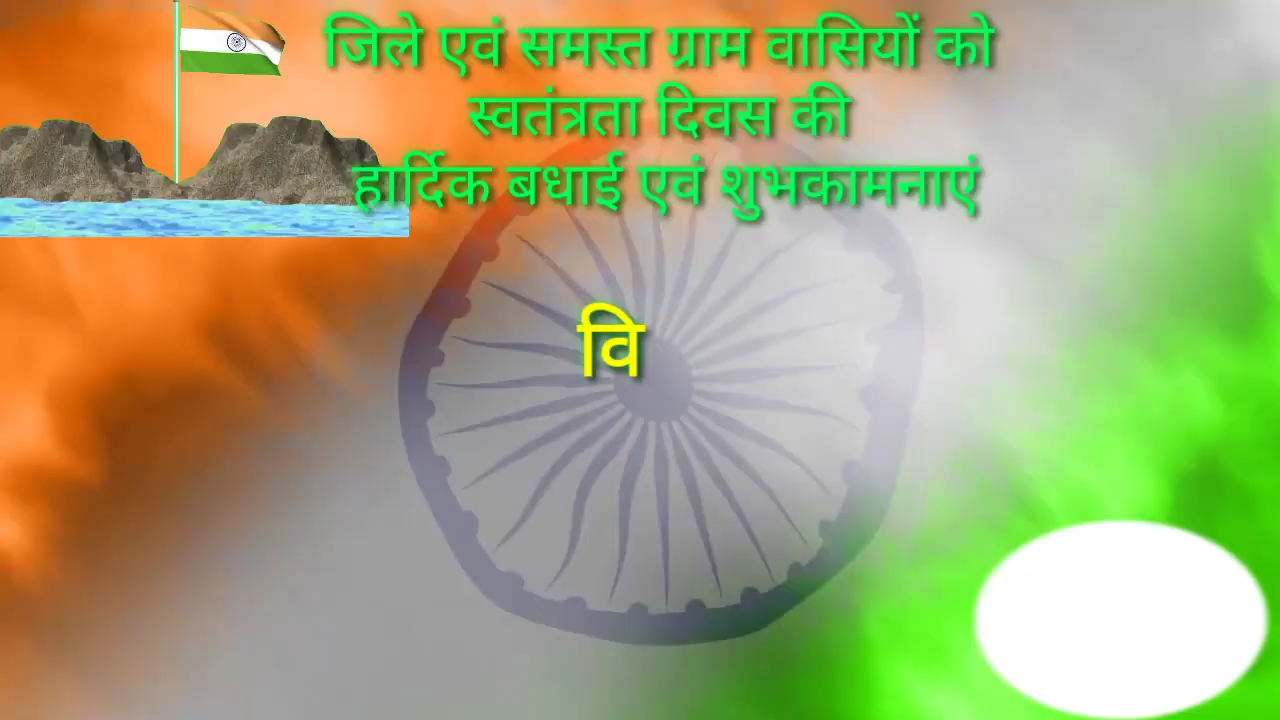 जिले एवं समस्त ग्राम वासियों को
स्वतंत्रता दिवस की
हार्दिक बधाई एवं शुभकामनाएं
वि